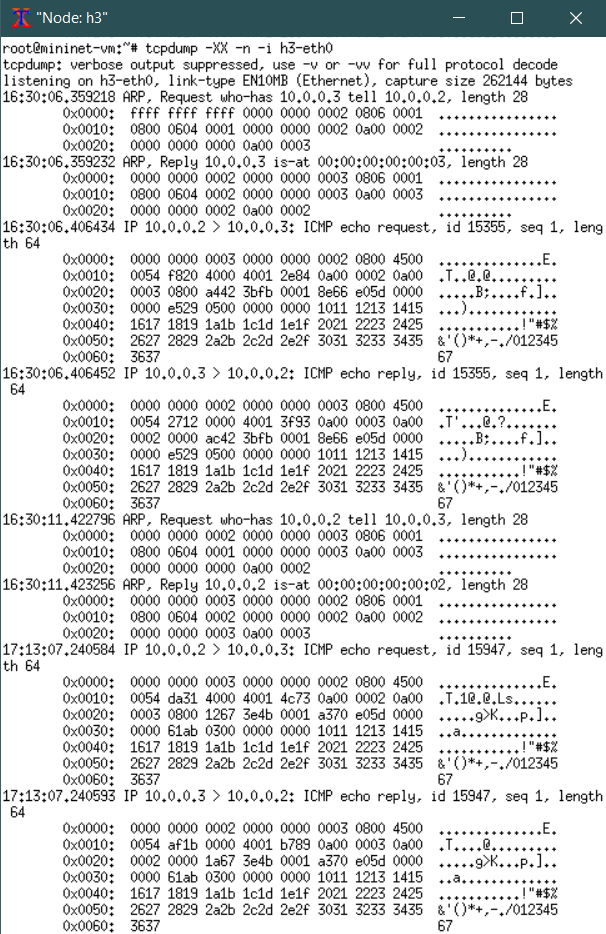 "Node: h3"
root@mininet-vm:~# tcpdump -XX -n -i h3-eth0
tcpdump: verbose output suppressed, use -v or -vv for full protocol decode
listening on h3-eth0, link-type EN10MB (Ethernet), capture size 262144 bytes
16:30:06.359218 ARP, Request who-has 10.0.0.3 tell 10.0.0.2, length 28
0x0000: ffff ffff ffff 0000 0000 0002 0806 0001 ................
0x0010: 0800 0604 0001 0000 0000 0002 0a00 0002 ................
0x0020: 0000 0000 0000 0a00 0003 ..........
16:30:06.359232 ARP, Reply 10.0.0.3 is-at 00:00:00:00:00:03, length 28
0x0000: 0000 0000 0002 0000 0000 0003 0806 0001 ................
0x0010: 0800 0604 0002 0000 0000 0003 0a00 0003 ................
0x0020: 0000 0000 0002 0a00 0002 ..........
16:30:06.406434 IP 10.0.0.2 > 10.0.0.3: ICMP echo request, id 15355, seq 1, leng
th 64
0x0000: 0000 0000 0003 0000 0000 0002 0800 4500 ..............E.
0x0010: 0054 f820 4000 4001 2e84 0a00 0002 0a00 .T..@.@.........
0x0020: 0003 0800 a442 3bfb 0001 8e66 e05d 0000 .....B;....f.]..
0x0030: 0000 e529 0500 0000 0000 1011 1213 1415 ...)............
0x0040: 1617 1819 1a1b 1c1d 1e1f 2021 2223 2425 ...........!"#$%
0x0050: 2627 2829 2a2b 2c2d 2e2f 3031 3233 3435 &'()*+,-./012345
0x0060: 3637 67
16:30:06.406452 IP 10.0.0.3 > 10.0.0.2: ICMP echo reply, id 15355, seq 1, length
64
0x0000: 0000 0000 0002 0000 0000 0003 0800 4500 ..............E.
0x0010: 0054 2712 0000 4001 3f93 0a00 0003 0a00 .T'...@.?.......
0x0020: 0002 0000 ac42 3bfb 0001 8e66 e05d 0000 .....B;....f.]..
0x0030: 0000 e529 0500 0000 0000 1011 1213 1415 ...)............
0x0040: 1617 1819 1a1b 1c1d 1e1f 2021 2223 2425 ...........!"#$%
0x0050: 2627 2829 2a2b 2c2d 2e2f 3031 3233 3435 &'()*+,-./012345
0x0060: 3637 67
16:30:11.422796 ARP, Request who-has 10.0.0.2 tell 10.0.0.3, length 28
0x0000: 0000 0000 0002 0000 0000 0003 0806 0001 ................
0x0010: 0800 0604 0001 0000 0000 0003 0a00 0003 ................
0x0020: 0000 0000 0000 0a00 0002 ..........
16:30:11.423256 ARP, Reply 10.0.0.2 is-at 00:00:00:00:00:02, length 28
0x0000: 0000 0000 0003 0000 0000 0002 0806 0001 ................
0x0010: 0800 0604 0002 0000 0000 0002 0a00 0002 ................
0x0020: 0000 0000 0003 0a00 0003 ..........
17:13:07.240584 IP 10.0.0.2 > 10.0.0.3: ICMP echo request, id 15947, seq 1, leng
th 64
0x0000: 0000 0000 0003 0000 0000 0002 0800 4500 ..............E.
0x0010: 0054 da31 4000 4001 4c73 0a00 0002 0a00 .T.1@.@.Ls......
0x0020: 0003 0800 1267 3e4b 0001 a370 e05d 0000 .....g>K...p.]..
0x0030: 0000 61ab 0300 0000 0000 1011 1213 1415 ..a.............
0x0040: 1617 1819 1a1b 1c1d 1e1f 2021 2223 2425 ...........!"#$%
0x0050: 2627 2829 2a2b 2c2d 2e2f 3031 3233 3435 &'()*+,-./012345
0x0060: 3637 67
17:13:07.240593 IP 10.0.0.3 > 10.0.0.2: ICMP echo reply, id 15947, seq 1, length
64
0x0000: 0000 0000 0002 0000 0000 0003 0800 4500 ..............E.
0x0010: 0054 af1b 0000 4001 b789 0a00 0003 0a00 .T....@.........
0x0020: 0002 0000 1a67 3e4b 0001 a370 e05d 0000 .....g>K...p.]..
0x0030: 0000 61ab 0300 0000 0000 1011 1213 1415 ..a.............
0x0040: 1617 1819 1a1b 1c1d 1e1f 2021 2223 2425 ...........!"#$%
0x0050: 2627 2829 2a2b 2c2d 2e2f 3031 3233 3435 &'()*+,-./012345
0x0060: 3637 67